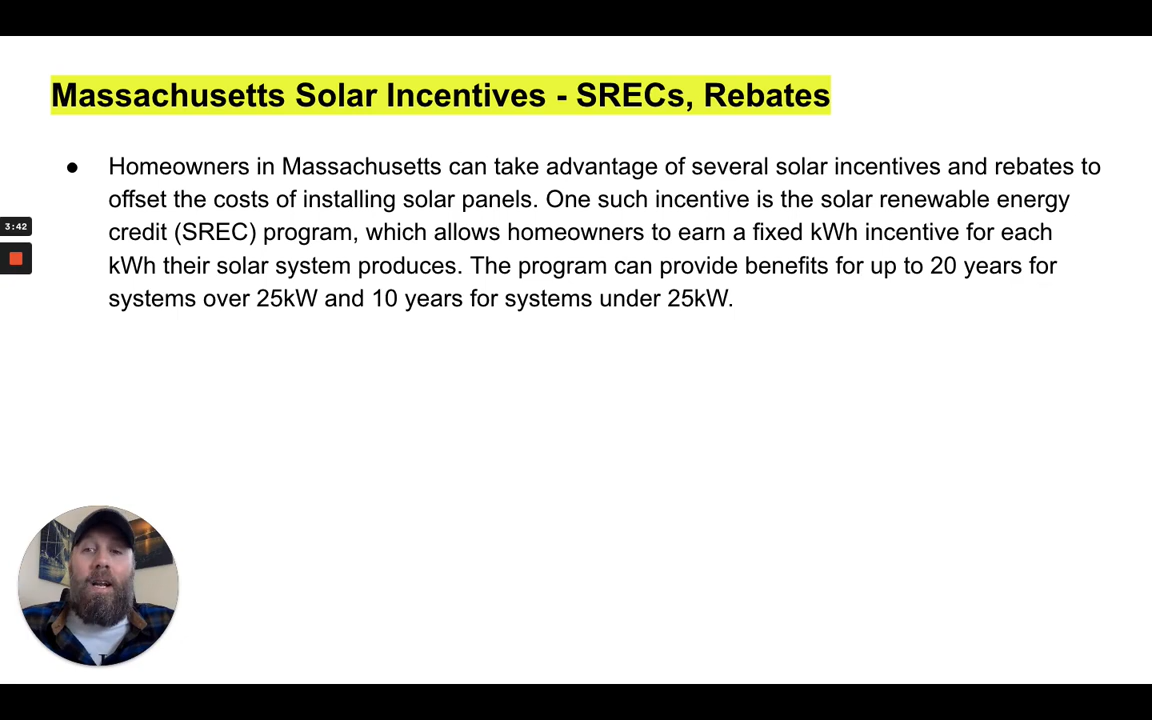 Massachusetts Solar Incentives - SRECs, Rebates
● Homeowners in Massachusetts can take advantage of several solar incentives and rebates to
offset the costs of installing solar panels. One such incentive is the solar renewable energy
credit (SREC) program, which allows homeowners to earn a fixed kWh incentive for each
kWh their solar system produces. The program can provide benefits for up to 20 years for
systems over 25kW and 10 years for systems under 25kW.
3:42